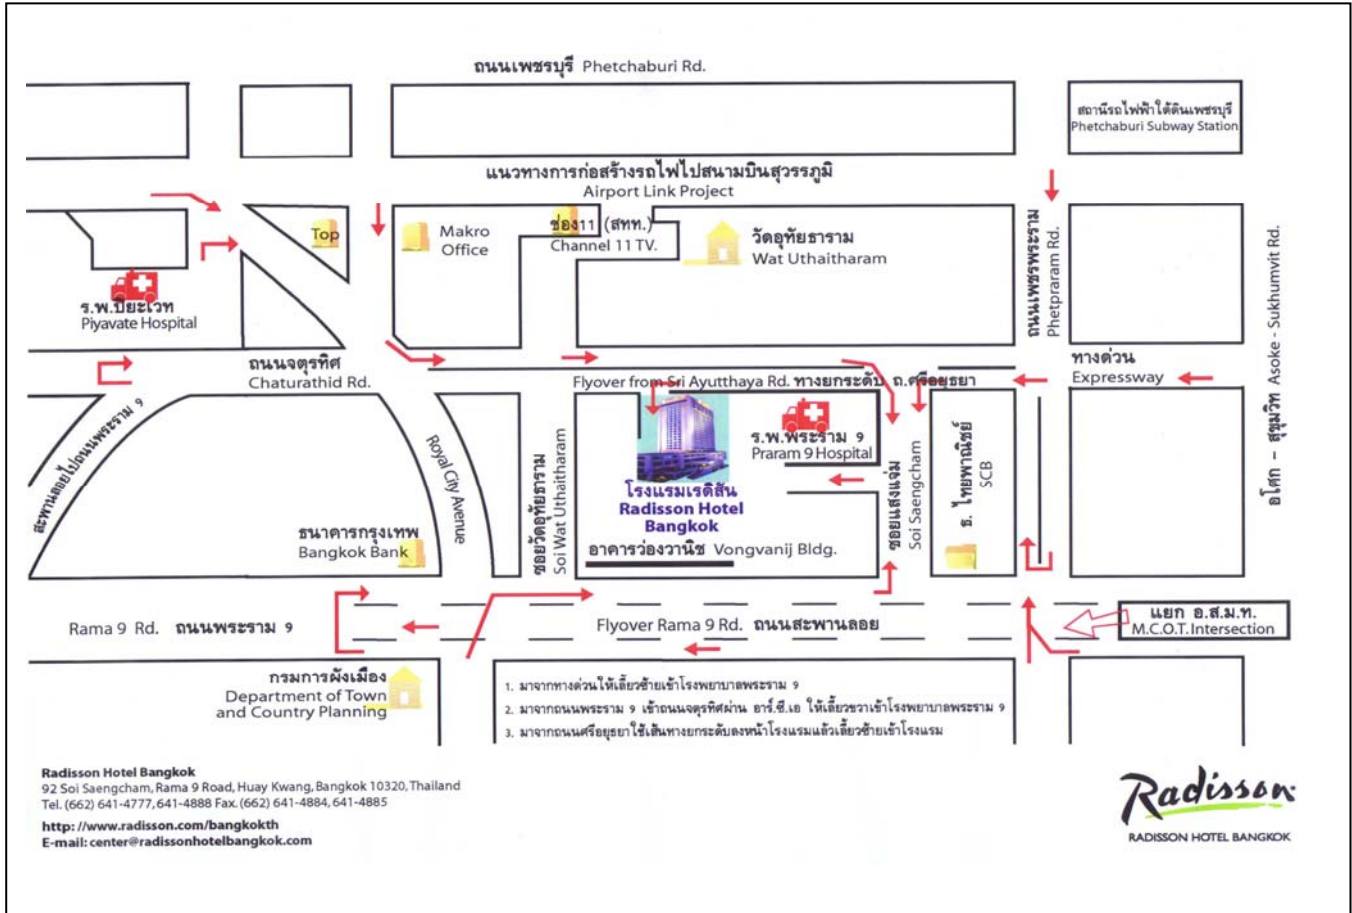 ถนนเพชรบุรี Phetchaburi Rd.
สถานีรถไฟฟ้าใต้ดินเพชรบุรี
Phetchaburi Subway Station
แนวทางการก่อสร้างรถไฟไปสนามบินสุวรรภูมิ
Airport Link Project
Top
Makro
Office
ช่อง11 (สทท.)
Channel 11 TV.
วัดอุทัยธาราม
Wat Uthaitharam
ถนนเพชรพระราม
Phetpraram Rd.
อโศก – สุขุมวิท Asoke - Sukhumvit Rd.
ร.พ.ปิยะเวท
Piyavate Hospital
ถนนจตุรทิศ
Chaturathid Rd.
Flyover from Sri Ayutthaya Rd. ทางยกระดับ ถ.ศรีอยุธยา
ทางด่วน
Expressway
สะพานลอยไปถนนพระราม 9
Royal City Avenue
ซอยวัดอุทัยธาราม
Soi Wat Uthaitharam
ร.พ.พระราม 9
Praram 9 Hospital
โรงแรมเรดิสัน
Radisson Hotel
Bangkok
ซอยแสงแจ่ม
Soi Saengcham
ธ. ไทยพาณิชย์
SCB
ธนาคารกรุงเทพ
Bangkok Bank
อาคารว่องวานิช Vongvanij Bldg.
Rama 9 Rd. ถนนพระราม 9
Flyover Rama 9 Rd. ถนนสะพานลอย
แยก อ.ส.ม.ท.
M.C.O.T. Intersection
กรมการผังเมือง
Department of Town
and Country Planning
1. มาจากทางด่วนให้เลี้ยวซ้ายเข้าโรงพยาบาลพระราม 9
2. มาจากถนนพระราม 9 เข้าถนนจตุรทิศผ่าน อาร์.ซี.เอ ให้เลี้ยวขวาเข้าโรงพยาบาลพระราม 9
3. มาจากถนนศรีอยุธยาใช้เส้นทางยกระดับลงหน้าโรงแรมแล้วเลี้ยวซ้ายเข้าโรงแรม
Radisson Hotel Bangkok
92 Soi Saengcham, Rama 9 Road, Huay Kwang, Bangkok 10320, Thailand
Tel. (662) 641-4777, 641-4888 Fax. (662) 641-4884, 641-4885
http://www.radisson.com/bangkokth
E-mail: center@radissonhotelbangkok.com
Radisson
RADISSON HOTEL BANGKOK